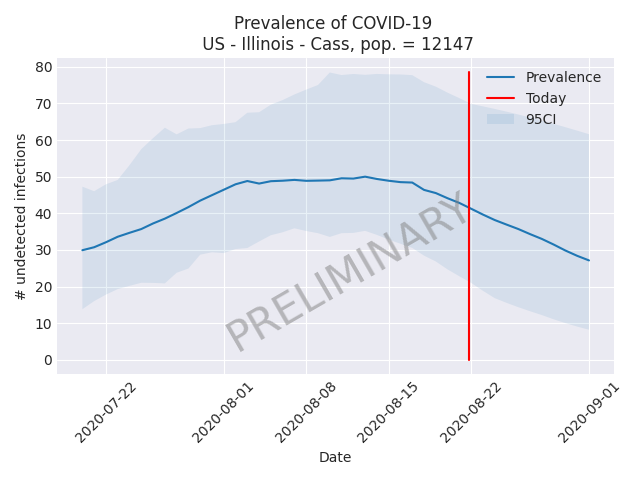 Prevalence of COVID-19
US - Illinois - Cass, pop. = 12147
# undetected infections
80
70
60
50
40
30
20
10
0
Prevalence
Today
95CI
PRELIMINARY
2020-07-22
2020-08-01
2020-08-08
2020-08-15
2020-08-22
2020-09-01
Date